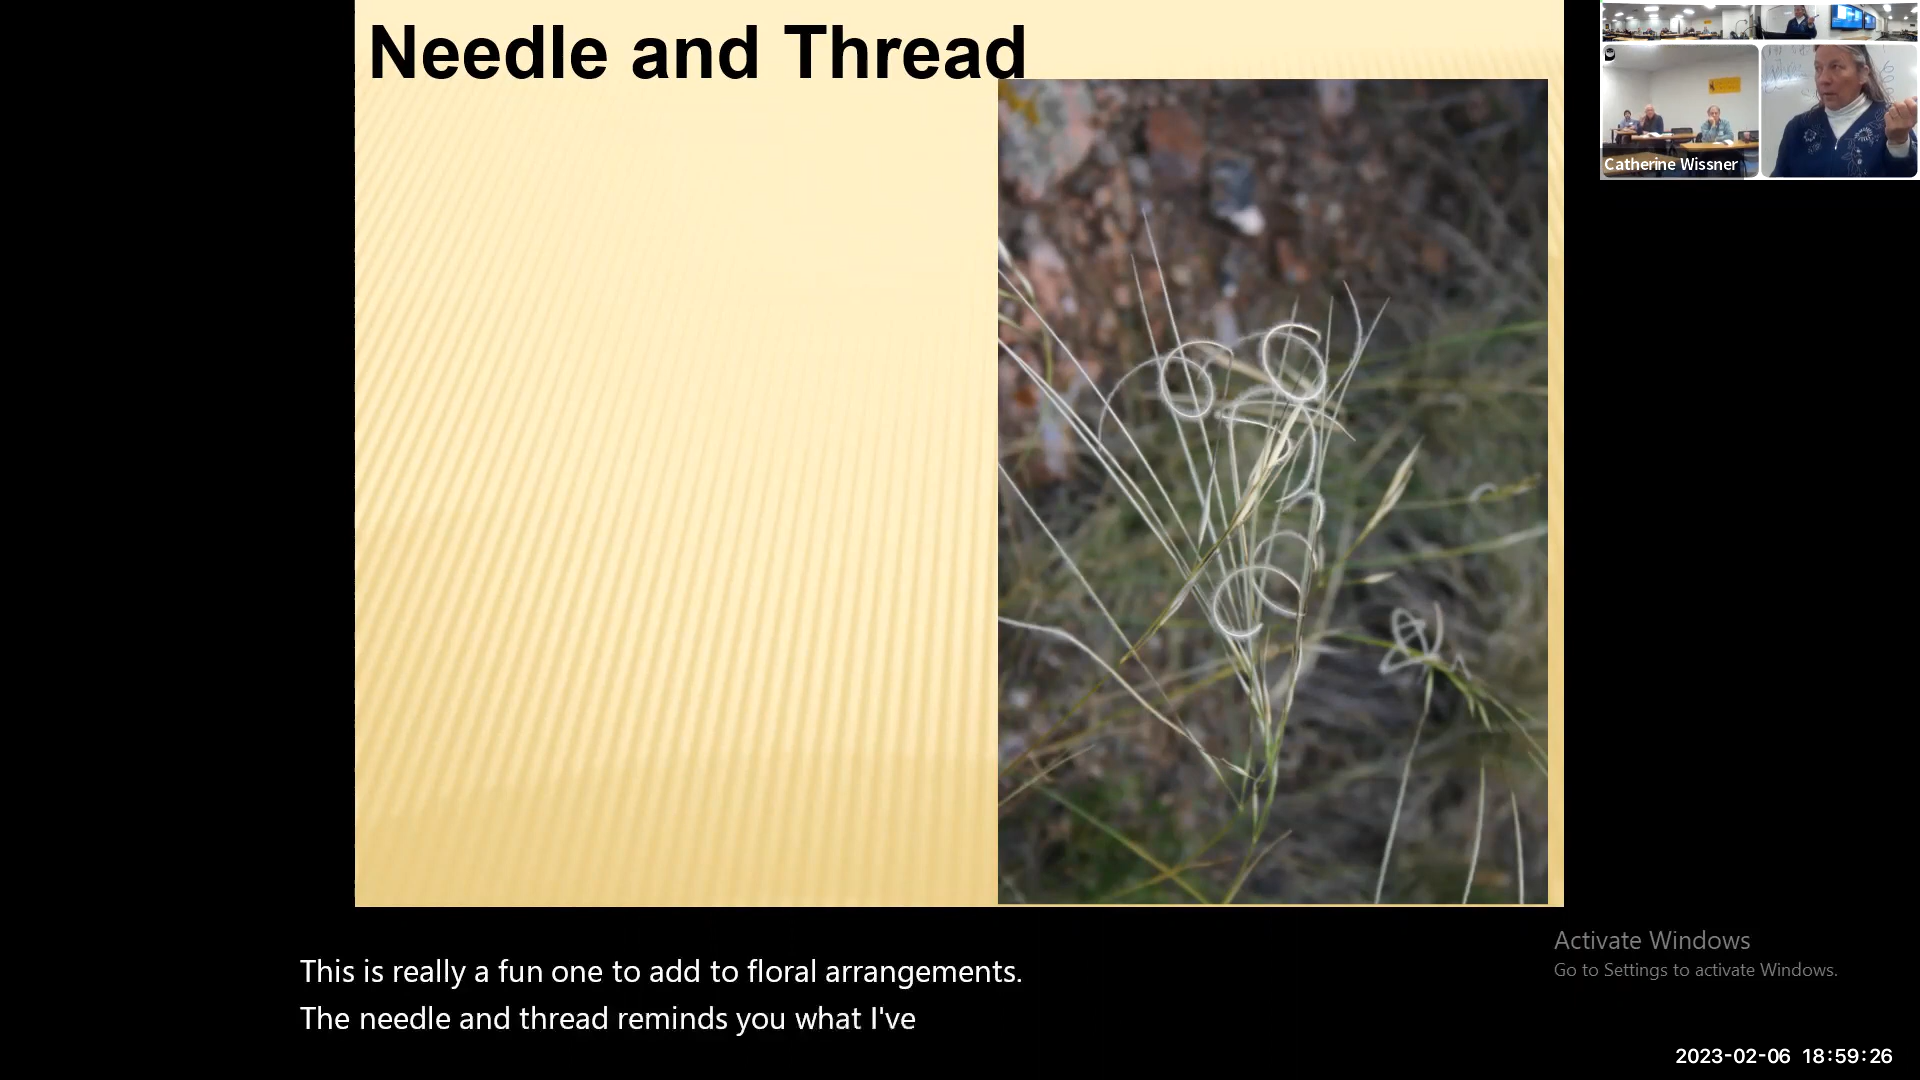 Needle and Thread
Catherine Wissner
This is really a fun one to add to floral arrangements.
The needle and thread reminds you what I've
Activate Windows
Go to Settings to activate Windows.
2023-02-06 18:59:26